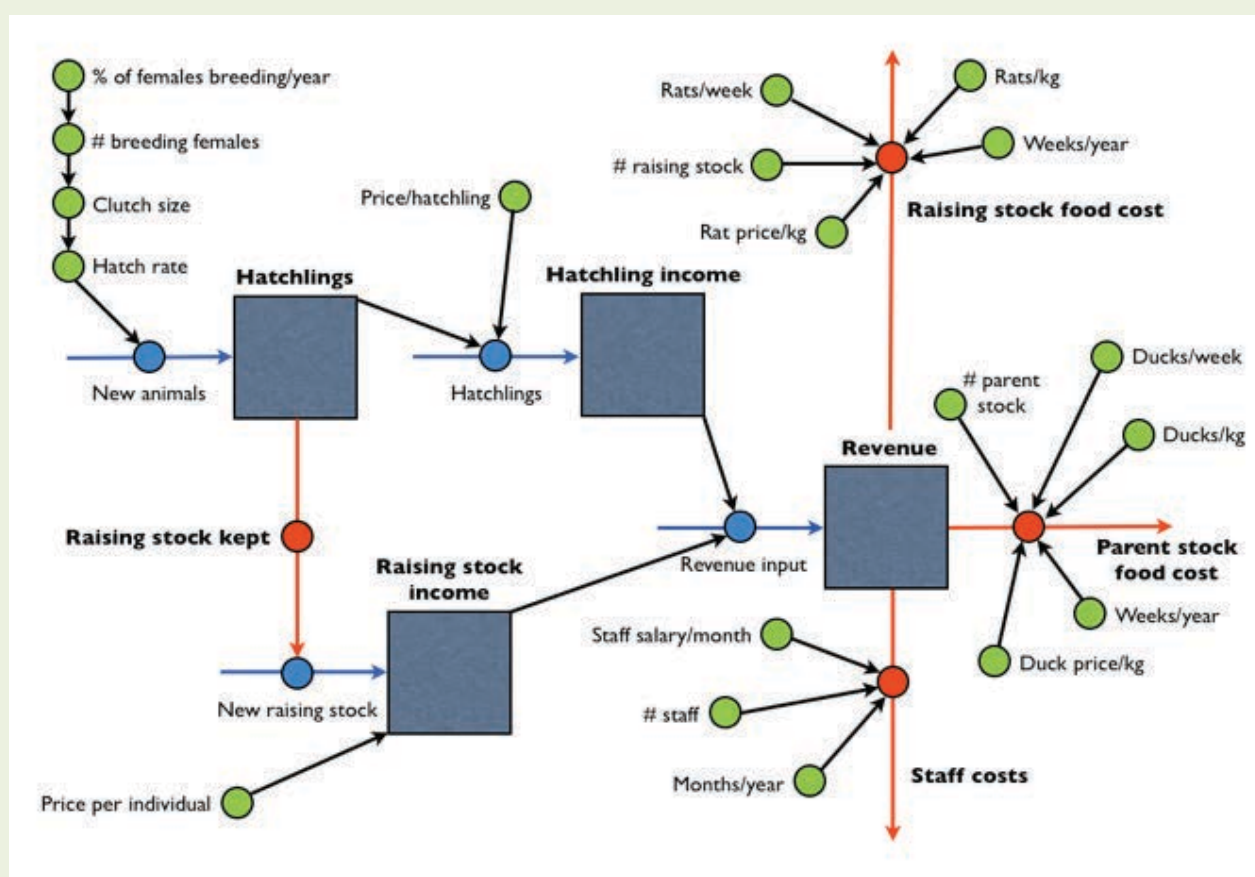 % of females breeding/year
# breeding females
Clutch size
Hatch rate
New animals
Hatchlings
Price/hatchling
Hatchlings
Hatchling income
Raising stock kept
New raising stock
Raising stock
income
Price per individual
Revenue input
Revenue
Rats/week
Rats/kg
# raising stock
Weeks/year
Rat price/kg
Raising stock food cost
# parent
stock
Ducks/week
Ducks/kg
Parent stock
food cost
Weeks/year
Duck price/kg
Staff salary/month
# staff
Months/year
Staff costs